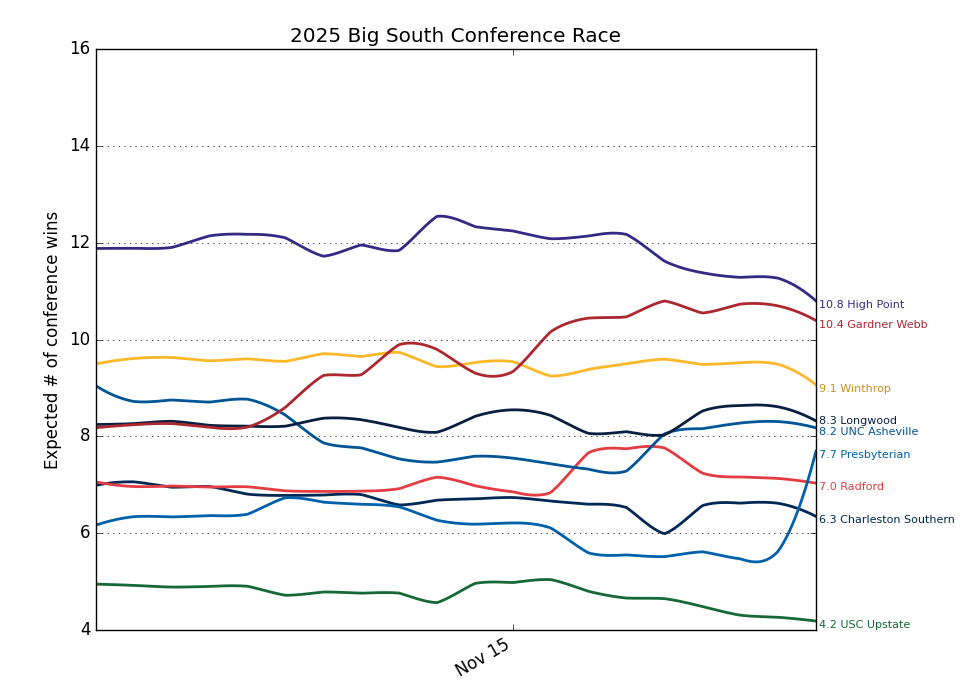 2025 Big South Conference Race
Expected # of conference wins
16
14
12
10
8
6
4
Nov 15
10.8 High Point
10.4 Gardner Webb
9.1 Winthrop
8.3 Longwood
8.2 UNC Asheville
7.7 Presbyterian
7.0 Radford
6.3 Charleston Southern
4.2 USC Upstate